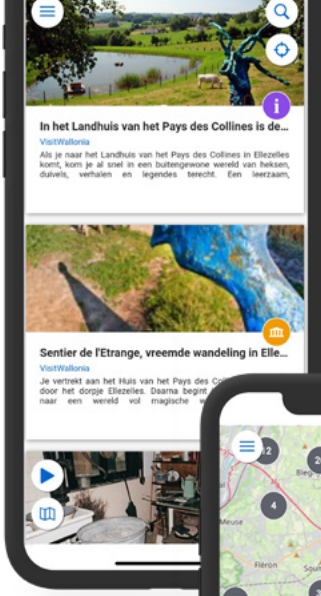 In het Landhuis van het Pays des Collines is de...
VisitWallonia
Als je naar het Landhuis van het Pays des Collines in Ellezelles
komt, kom je al snel in een buitengewone wereld van heksen,
duivels, verhalen en legendes terecht. Een leerzaam,
Sentier de l'Etrange, vreemde wandeling in Elle...
VisitWallonia
Je vertrekt aan het Huis van het Pays des
door het dorpje Ellezelles. Daarna begint
naar een wereld vol magische
12
4
Meuse
Fléron